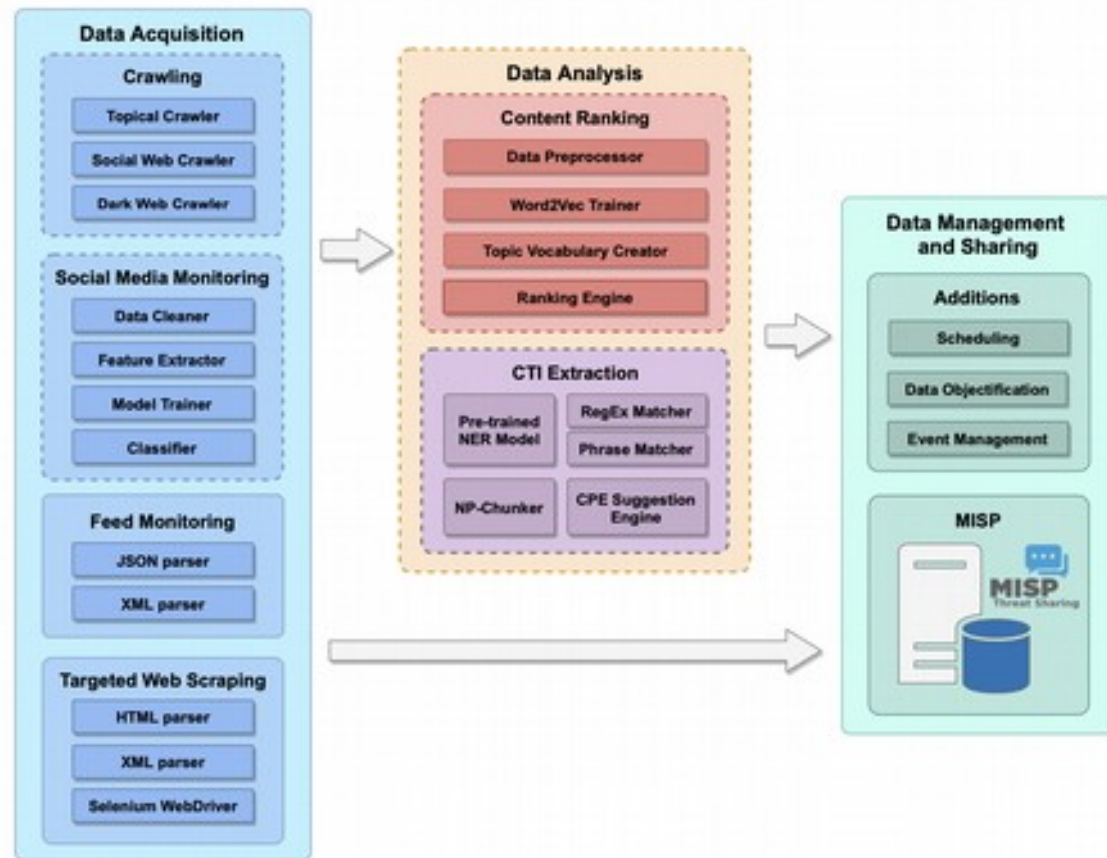 Data Acquisition
Crawling
Topical Crawler
Social Web Crawler
Dark Web Crawler
Social Media Monitoring
Data Cleaner
Feature Extractor
Model Trainer
Classifier
Feed Monitoring
JSON parser
XML parser
Targeted Web Scraping
HTML parser
XML parser
Selenium WebDriver
Data Analysis
Content Ranking
Data Preprocessor
Word2Vec Trainer
Topic Vocabulary Creator
Ranking Engine
CTI Extraction
Pre-trained
NER Model
RegEx Matcher
Phrase Matcher
NP-Chunker
CPE Suggestion
Engine
Data Management
and Sharing
Additions
Scheduling
Data Objectification
Event Management
MISP
MISP
Threat Sharing